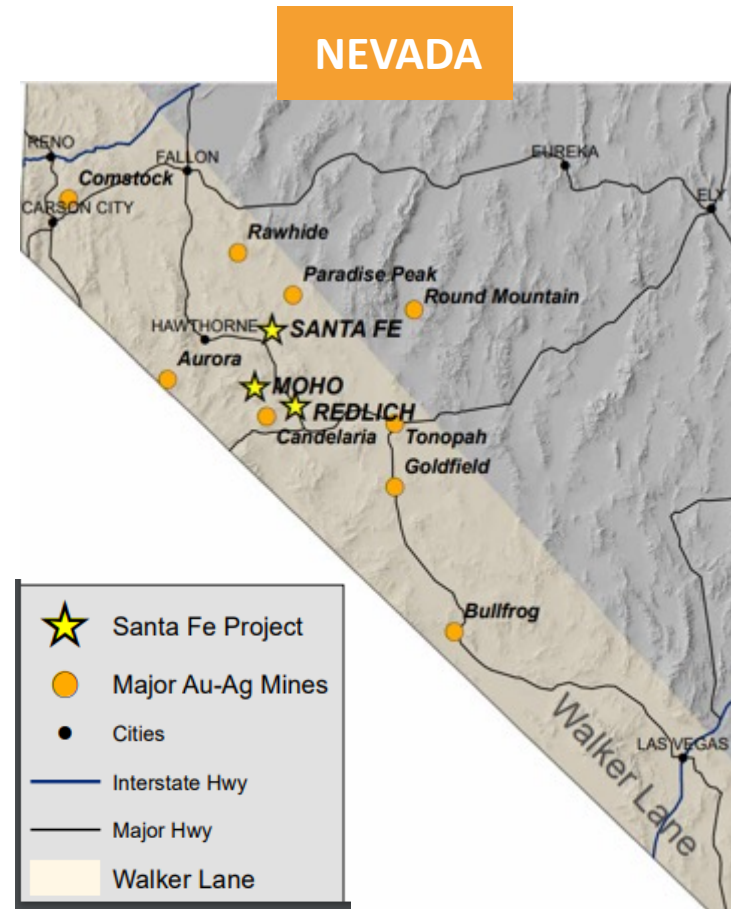 NEVADA
RENO
FALLON
EUREKA
Comstock
ELY
CARSON CITY
Rawhide
Paradise Peak
Round Mountain
HAWTHORNE
SANTA FE
Aurora
MOHO
REDLICH
Candelaria
Tonopah
Goldfield
Bullfrog
Walker Lane
LAS VEGAS
Santa Fe Project
Major Au-Ag Mines
Cities
Interstate Hwy
Major Hwy
Walker Lane